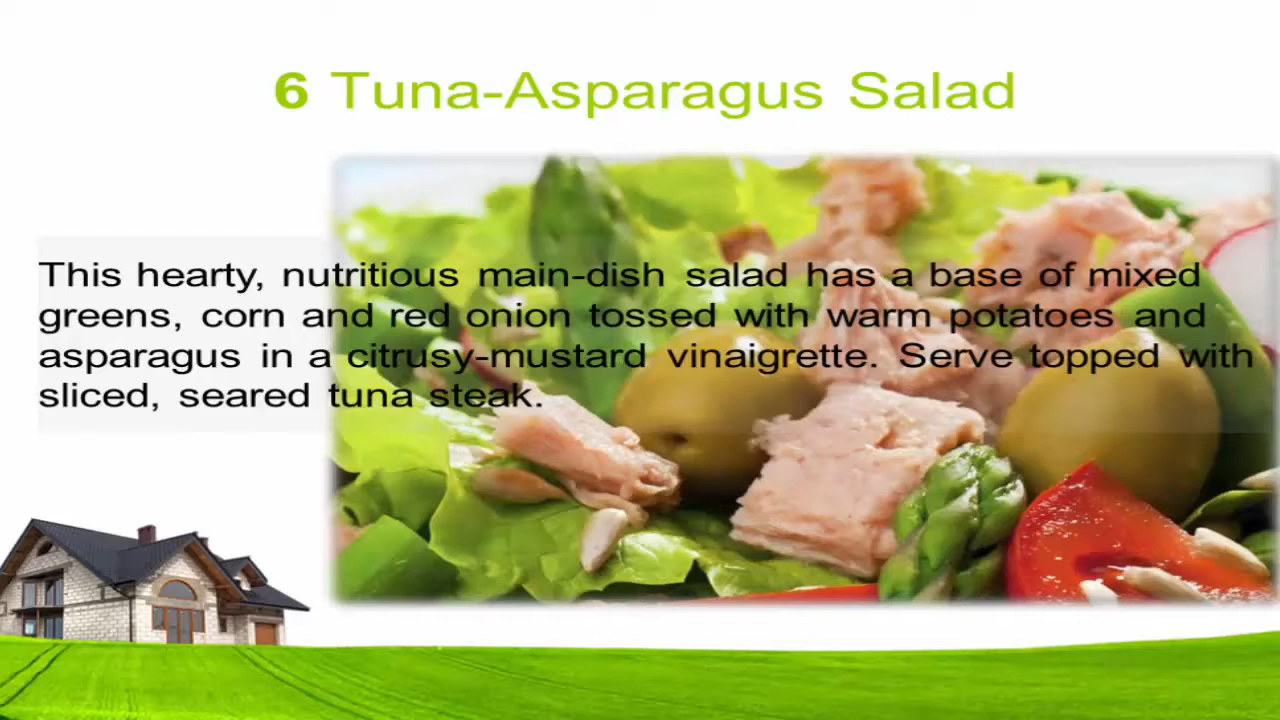 6 Tuna-Asparagus Salad
This hearty, nutritious main-dish salad has a base of mixed
greens, corn and red onion tossed with warm potatoes and
asparagus in a citrusy-mustard vinaigrette. Serve topped with
sliced, seared tuna steak.